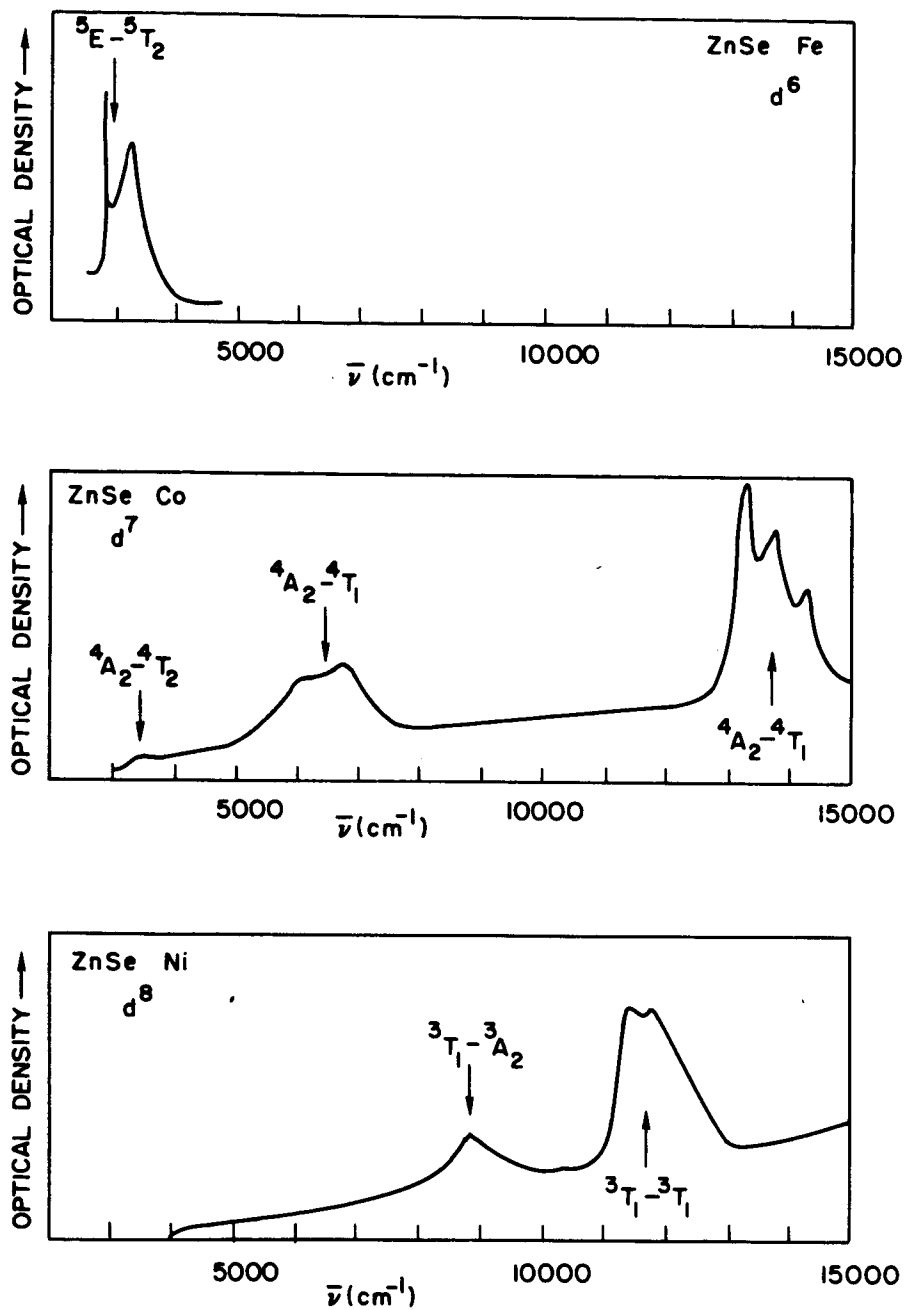 OPTICAL DENSITY →
⁵E–⁵T₂
ZnSe Fe
d⁶
5000 10000 15000
ν̅ (cm⁻¹)
OPTICAL DENSITY →
ZnSe Co
d⁷
⁴A₂–⁴T₂
⁴A₂–⁴T₁
⁴A₂–⁴T₁
5000 10000 15000
ν̅ (cm⁻¹)
OPTICAL DENSITY →
ZnSe Ni
d⁸
³T₁–³A₂
³T₁–³T₁
5000 10000 15000
ν̅ (cm⁻¹)